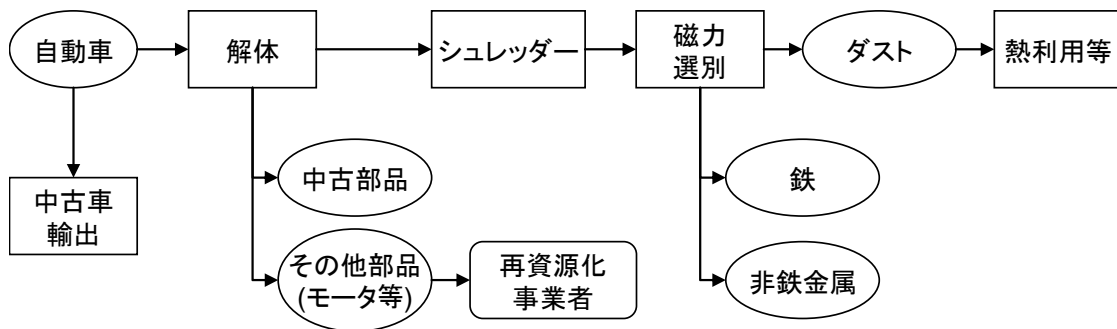 自動車
解体
シュレッダー
磁力
選別
ダスト
熱利用等
中古車
輸出
中古部品
その他部品
(モータ等)
再資源化
事業者
鉄
非鉄金属